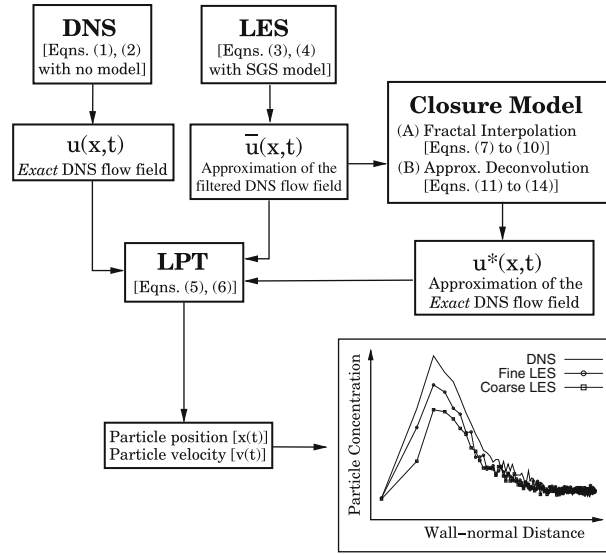 DNS
[Eqns. (1), (2)
with no model]
LES
[Eqns. (3), (4)
with SGS model]
u(x,t)
Exact DNS flow field
u̅(x,t)
Approximation of the
filtered DNS flow field
Closure Model
(A) Fractal Interpolation
[Eqns. (7) to (10)]
(B) Approx. Deconvolution
[Eqns. (11) to (14)]
LPT
[Eqns. (5), (6)]
u*(x,t)
Approximation of the
Exact DNS flow field
Particle position [x(t)]
Particle velocity [v(t)]
Particle Concentration
DNS
Fine LES
Coarse LES
Wall-normal Distance